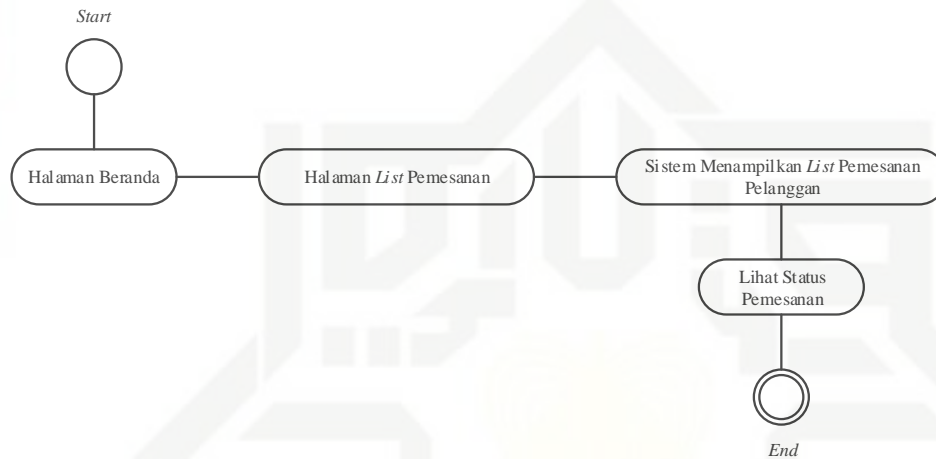 Start
Halaman Beranda
Halaman List Pemesanan
Sistem Menampilkan List Pemesanan
Pelanggan
Lihat Status
Pemesanan
End